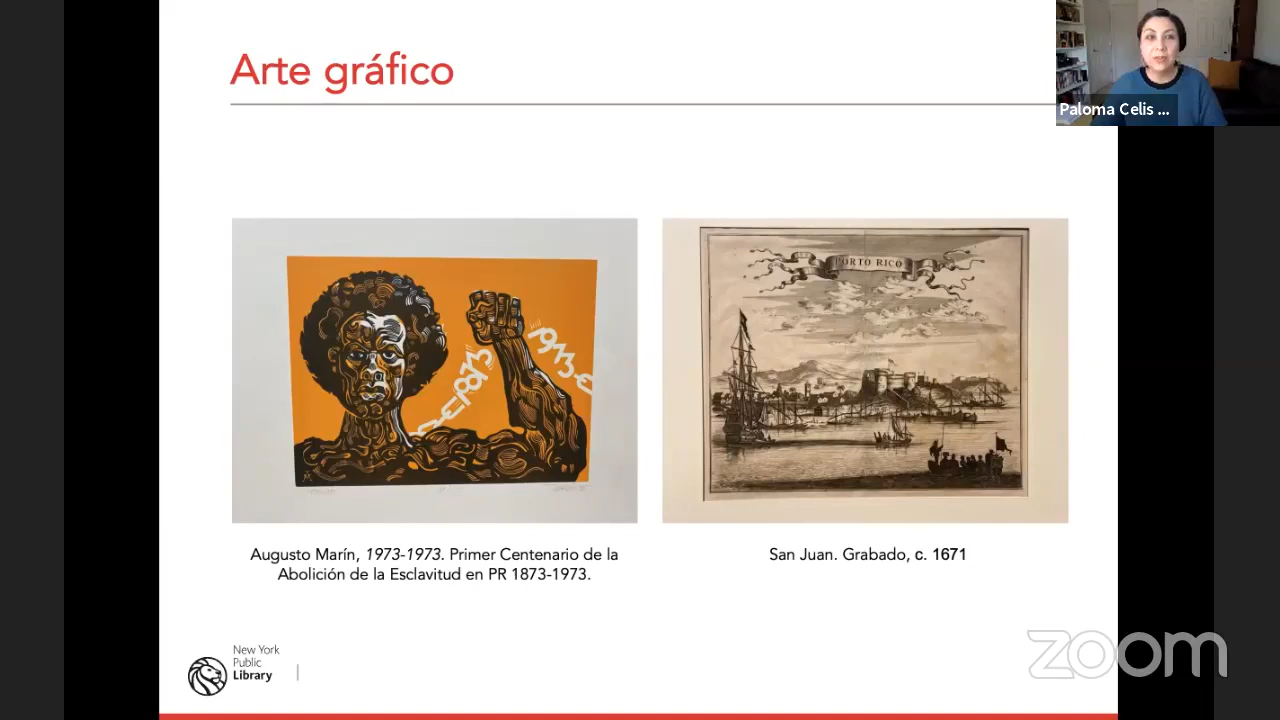 Arte gráfico
Paloma Celis ...
PORTO RICO
Augusto Marín, 1973-1973. Primer Centenario de la
Abolición de la Esclavitud en PR 1873-1973.
San Juan. Grabado, c. 1671
New York
Public
Library
zoom